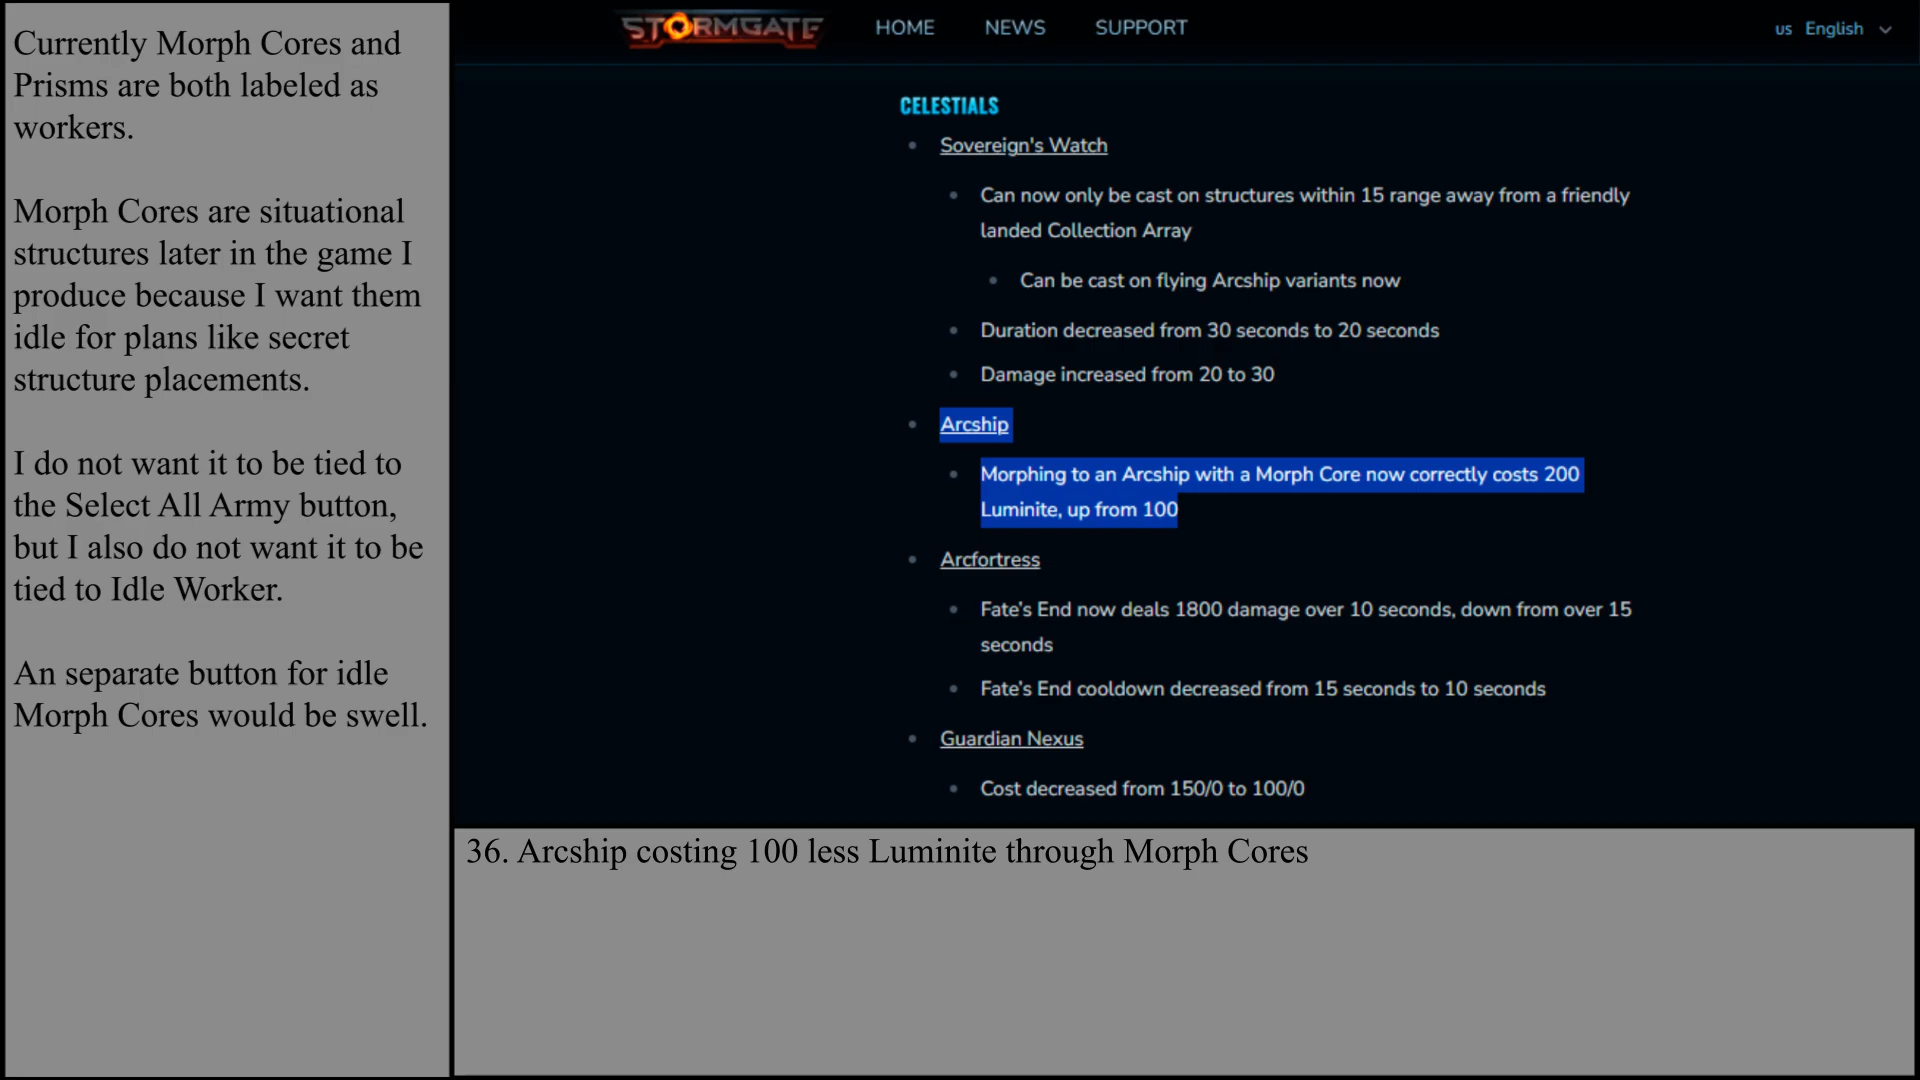 Currently Morph Cores and
Prisms are both labeled as
workers.
Morph Cores are situational
structures later in the game I
produce because I want them
idle for plans like secret
structure placements.
I do not want it to be tied to
the Select All Army button,
but I also do not want it to be
tied to Idle Worker.
An separate button for idle
Morph Cores would be swell.
STORMGATE HOME NEWS SUPPORT us English
CELESTIALS
Sovereign's Watch
Can now only be cast on structures within 15 range away from a friendly
landed Collection Array
Can be cast on flying Arcship variants now
Duration decreased from 30 seconds to 20 seconds
Damage increased from 20 to 30
Arcship
Morphing to an Arcship with a Morph Core now correctly costs 200
Luminite, up from 100
Arcfortress
Fate's End now deals 1800 damage over 10 seconds, down from over 15
seconds
Fate's End cooldown decreased from 15 seconds to 10 seconds
Guardian Nexus
Cost decreased from 150/0 to 100/0
36. Arcship costing 100 less Luminite through Morph Cores